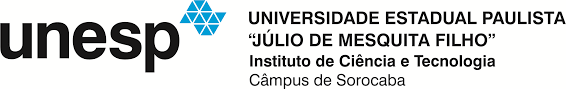 unesp
UNIVERSIDADE ESTADUAL PAULISTA
“JÚLIO DE MESQUITA FILHO”
Instituto de Ciência e Tecnologia
Câmpus de Sorocaba